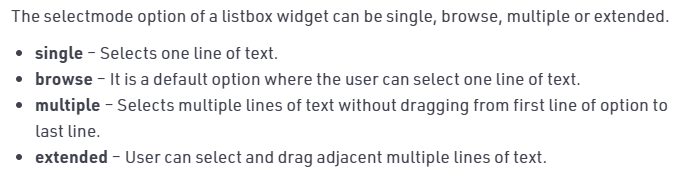 The selectmode option of a listbox widget can be single, browse, multiple or extended.
• single – Selects one line of text.
• browse – It is a default option where the user can select one line of text.
• multiple – Selects multiple lines of text without dragging from first line of option to
last line.
• extended – User can select and drag adjacent multiple lines of text.